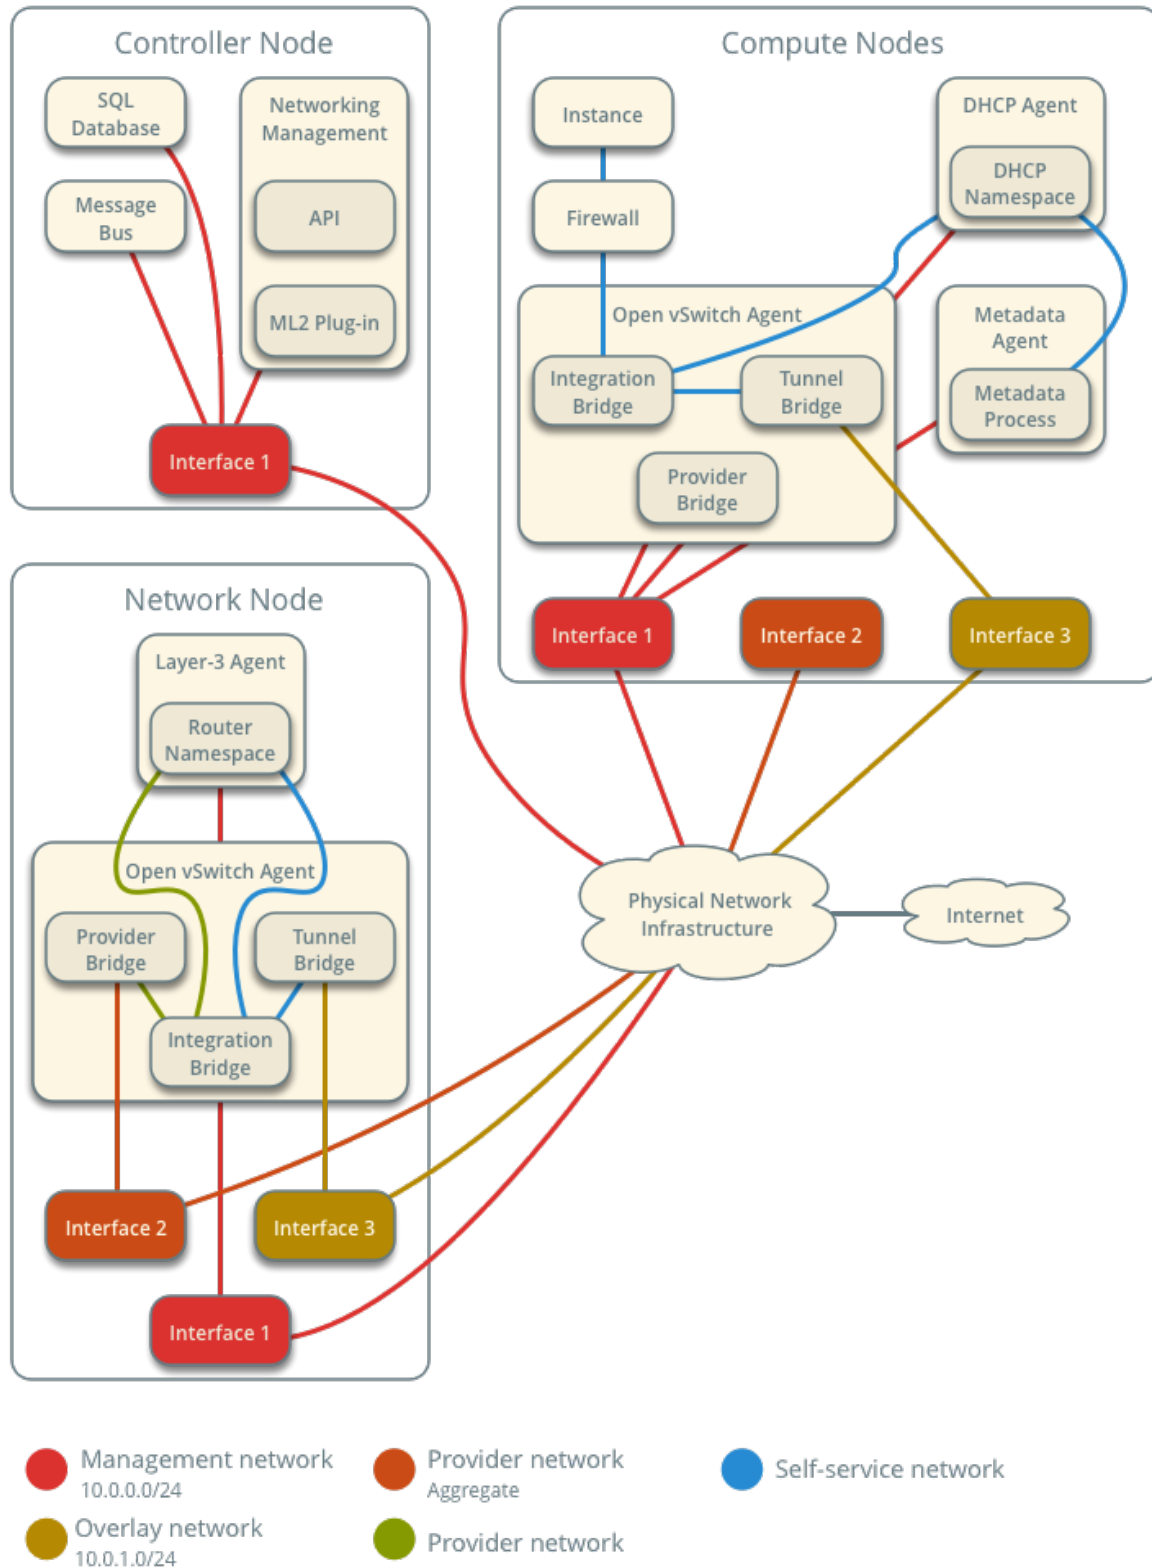 Controller Node
SQL
Database
Networking
Management
Message
Bus
API
ML2 Plug-in
Interface 1
Compute Nodes
Instance
DHCP Agent
DHCP
Namespace
Firewall
Open vSwitch Agent
Metadata
Agent
Integration
Bridge
Tunnel
Bridge
Metadata
Process
Provider
Bridge
Interface 1
Interface 2
Interface 3
Network Node
Layer-3 Agent
Router
Namespace
Open vSwitch Agent
Provider
Bridge
Tunnel
Bridge
Integration
Bridge
Interface 2
Interface 3
Interface 1
Physical Network
Infrastructure
Internet
Management network
10.0.0.0/24
Provider network
Aggregate
Self-service network
Overlay network
10.0.1.0/24
Provider network